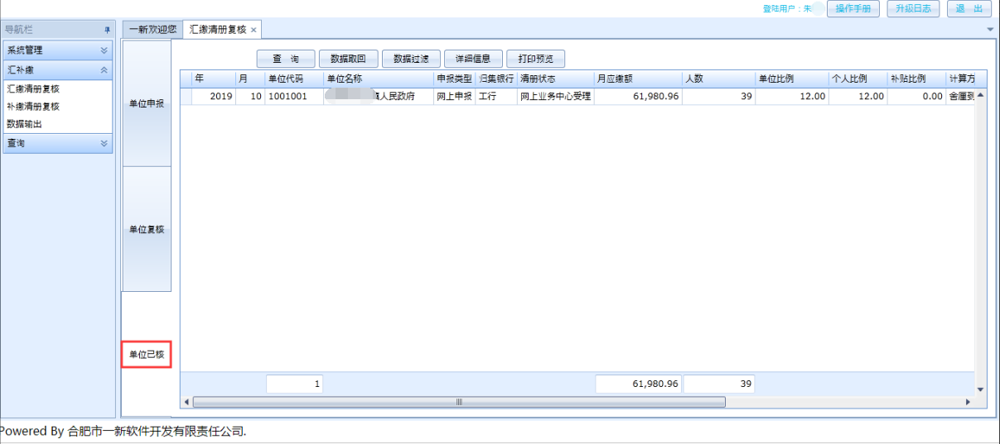 登陆用户：朱 操作手册 升级日志 退 出
导航栏 一新欢迎您 汇缴清册复核 ×
系统管理
汇补缴
汇缴清册复核
补缴清册复核
数据输出
查询
单位申报
单位复核
单位已核
查 询 数据取回 数据过滤 详细信息 打印预览
年 月 单位代码 单位名称 申报类型 归集银行 清册状态 月应缴额 人数 单位比例 个人比例 补贴比例 计算方
2019 10 1001001 镇人民政府 网上申报 工行 网上业务中心受理 61,980.96 39 12.00 12.00 0.00 舍厘到
1 61,980.96 39
Powered By 合肥市一新软件开发有限责任公司.